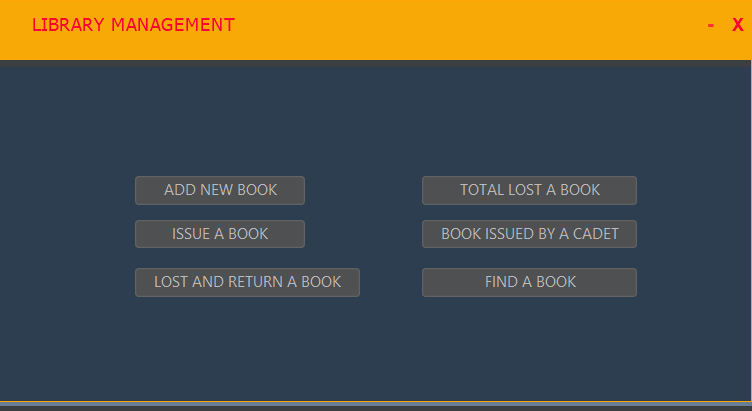 LIBRARY MANAGEMENT
- X
ADD NEW BOOK
TOTAL LOST A BOOK
ISSUE A BOOK
BOOK ISSUED BY A CADET
LOST AND RETURN A BOOK
FIND A BOOK